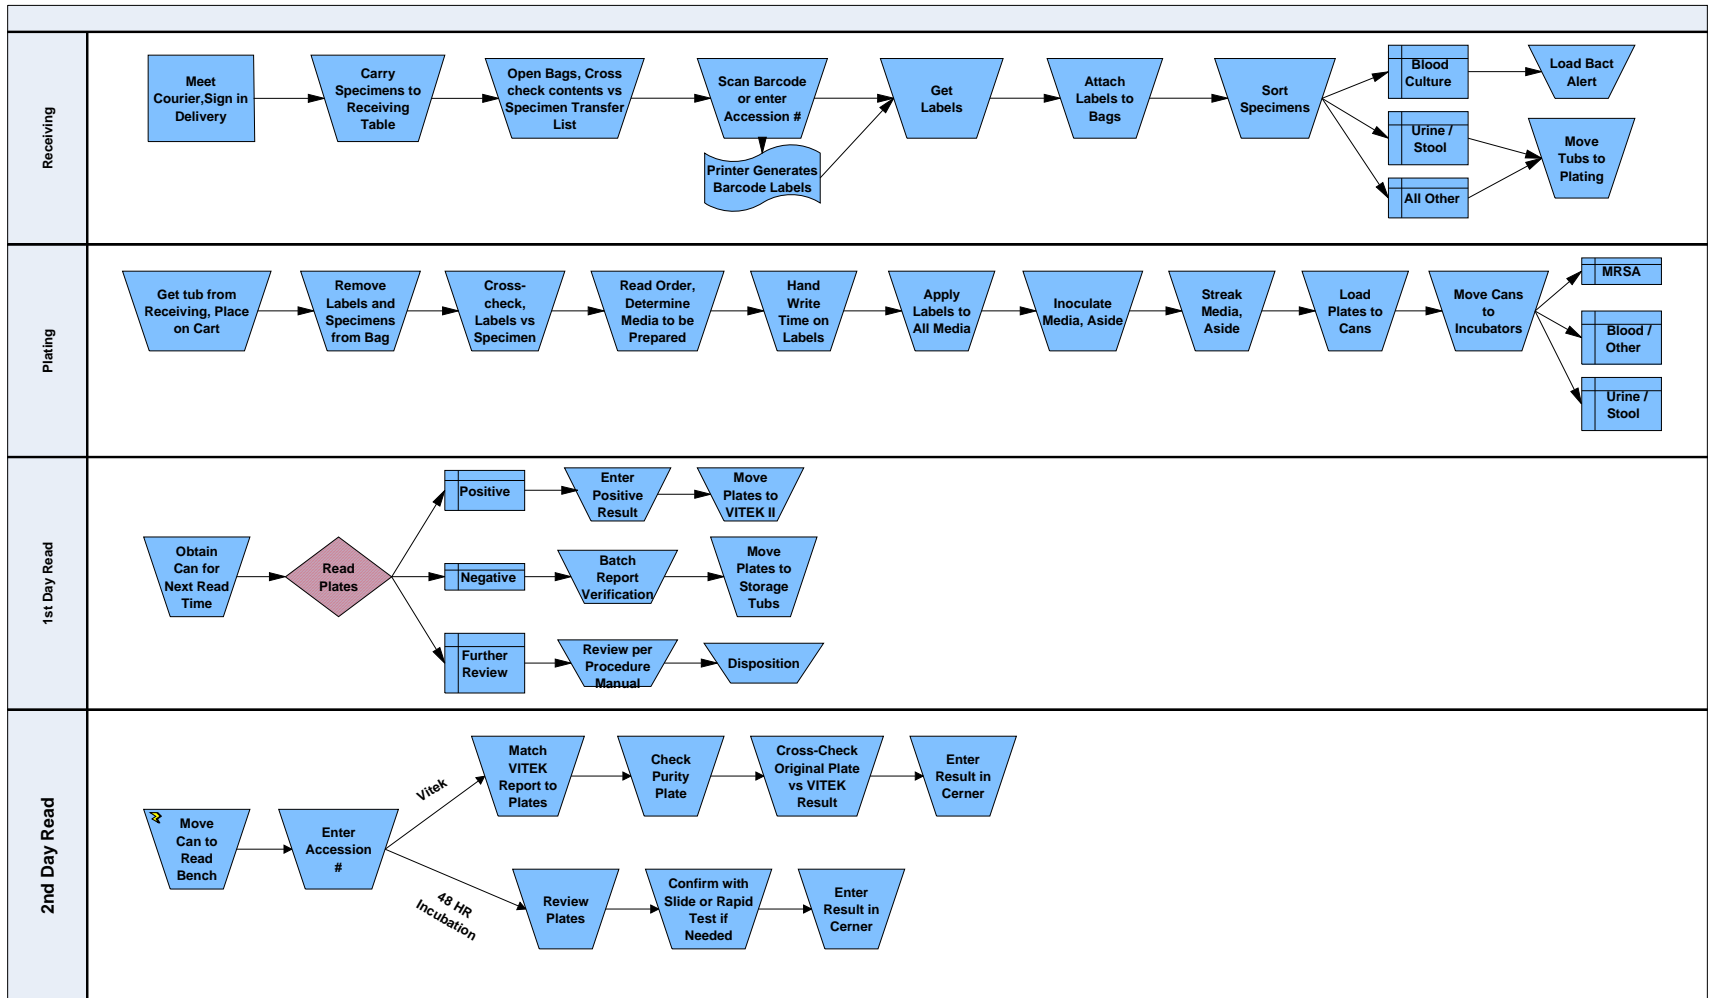 Receiving
Meet
Courier,Sign in
Delivery
Carry
Specimens to
Receiving
Table
Open Bags, Cross
check contents vs
Specimen Transfer
List
Scan Barcode
or enter
Accession #
Printer Generates
Barcode Labels
Get
Labels
Attach
Labels to
Bags
Sort
Specimens
Blood
Culture
Urine /
Stool
All Other
Load Bact
Alert
Move
Tubs to
Plating
Plating
Get tub from
Receiving, Place
on Cart
Remove
Labels and
Specimens
from Bag
Cross-
check,
Labels vs
Specimen
Read Order,
Determine
Media to be
Prepared
Hand
Write
Time on
Labels
Apply
Labels to
All Media
Inoculate
Media, Aside
Streak
Media,
Aside
Load
Plates to
Cans
Move Cans
to
Incubators
MRSA
Blood /
Other
Urine /
Stool
1st Day Read
Obtain
Can for
Next Read
Time
Read
Plates
Positive
Enter
Positive
Result
Move
Plates to
VITEK II
Negative
Batch
Report
Verification
Move
Plates to
Storage
Tubs
Further
Review
Review per
Procedure
Manual
Disposition
2nd Day Read
Move
Can to
Read
Bench
Enter
Accession
#
Vitek
Match
VITEK
Report to
Plates
Check
Purity
Plate
Cross-Check
Original Plate
vs VITEK
Result
Enter
Result in
Cerner
48 HR
Incubation
Review
Plates
Confirm with
Slide or Rapid
Test if
Needed
Enter
Result in
Cerner